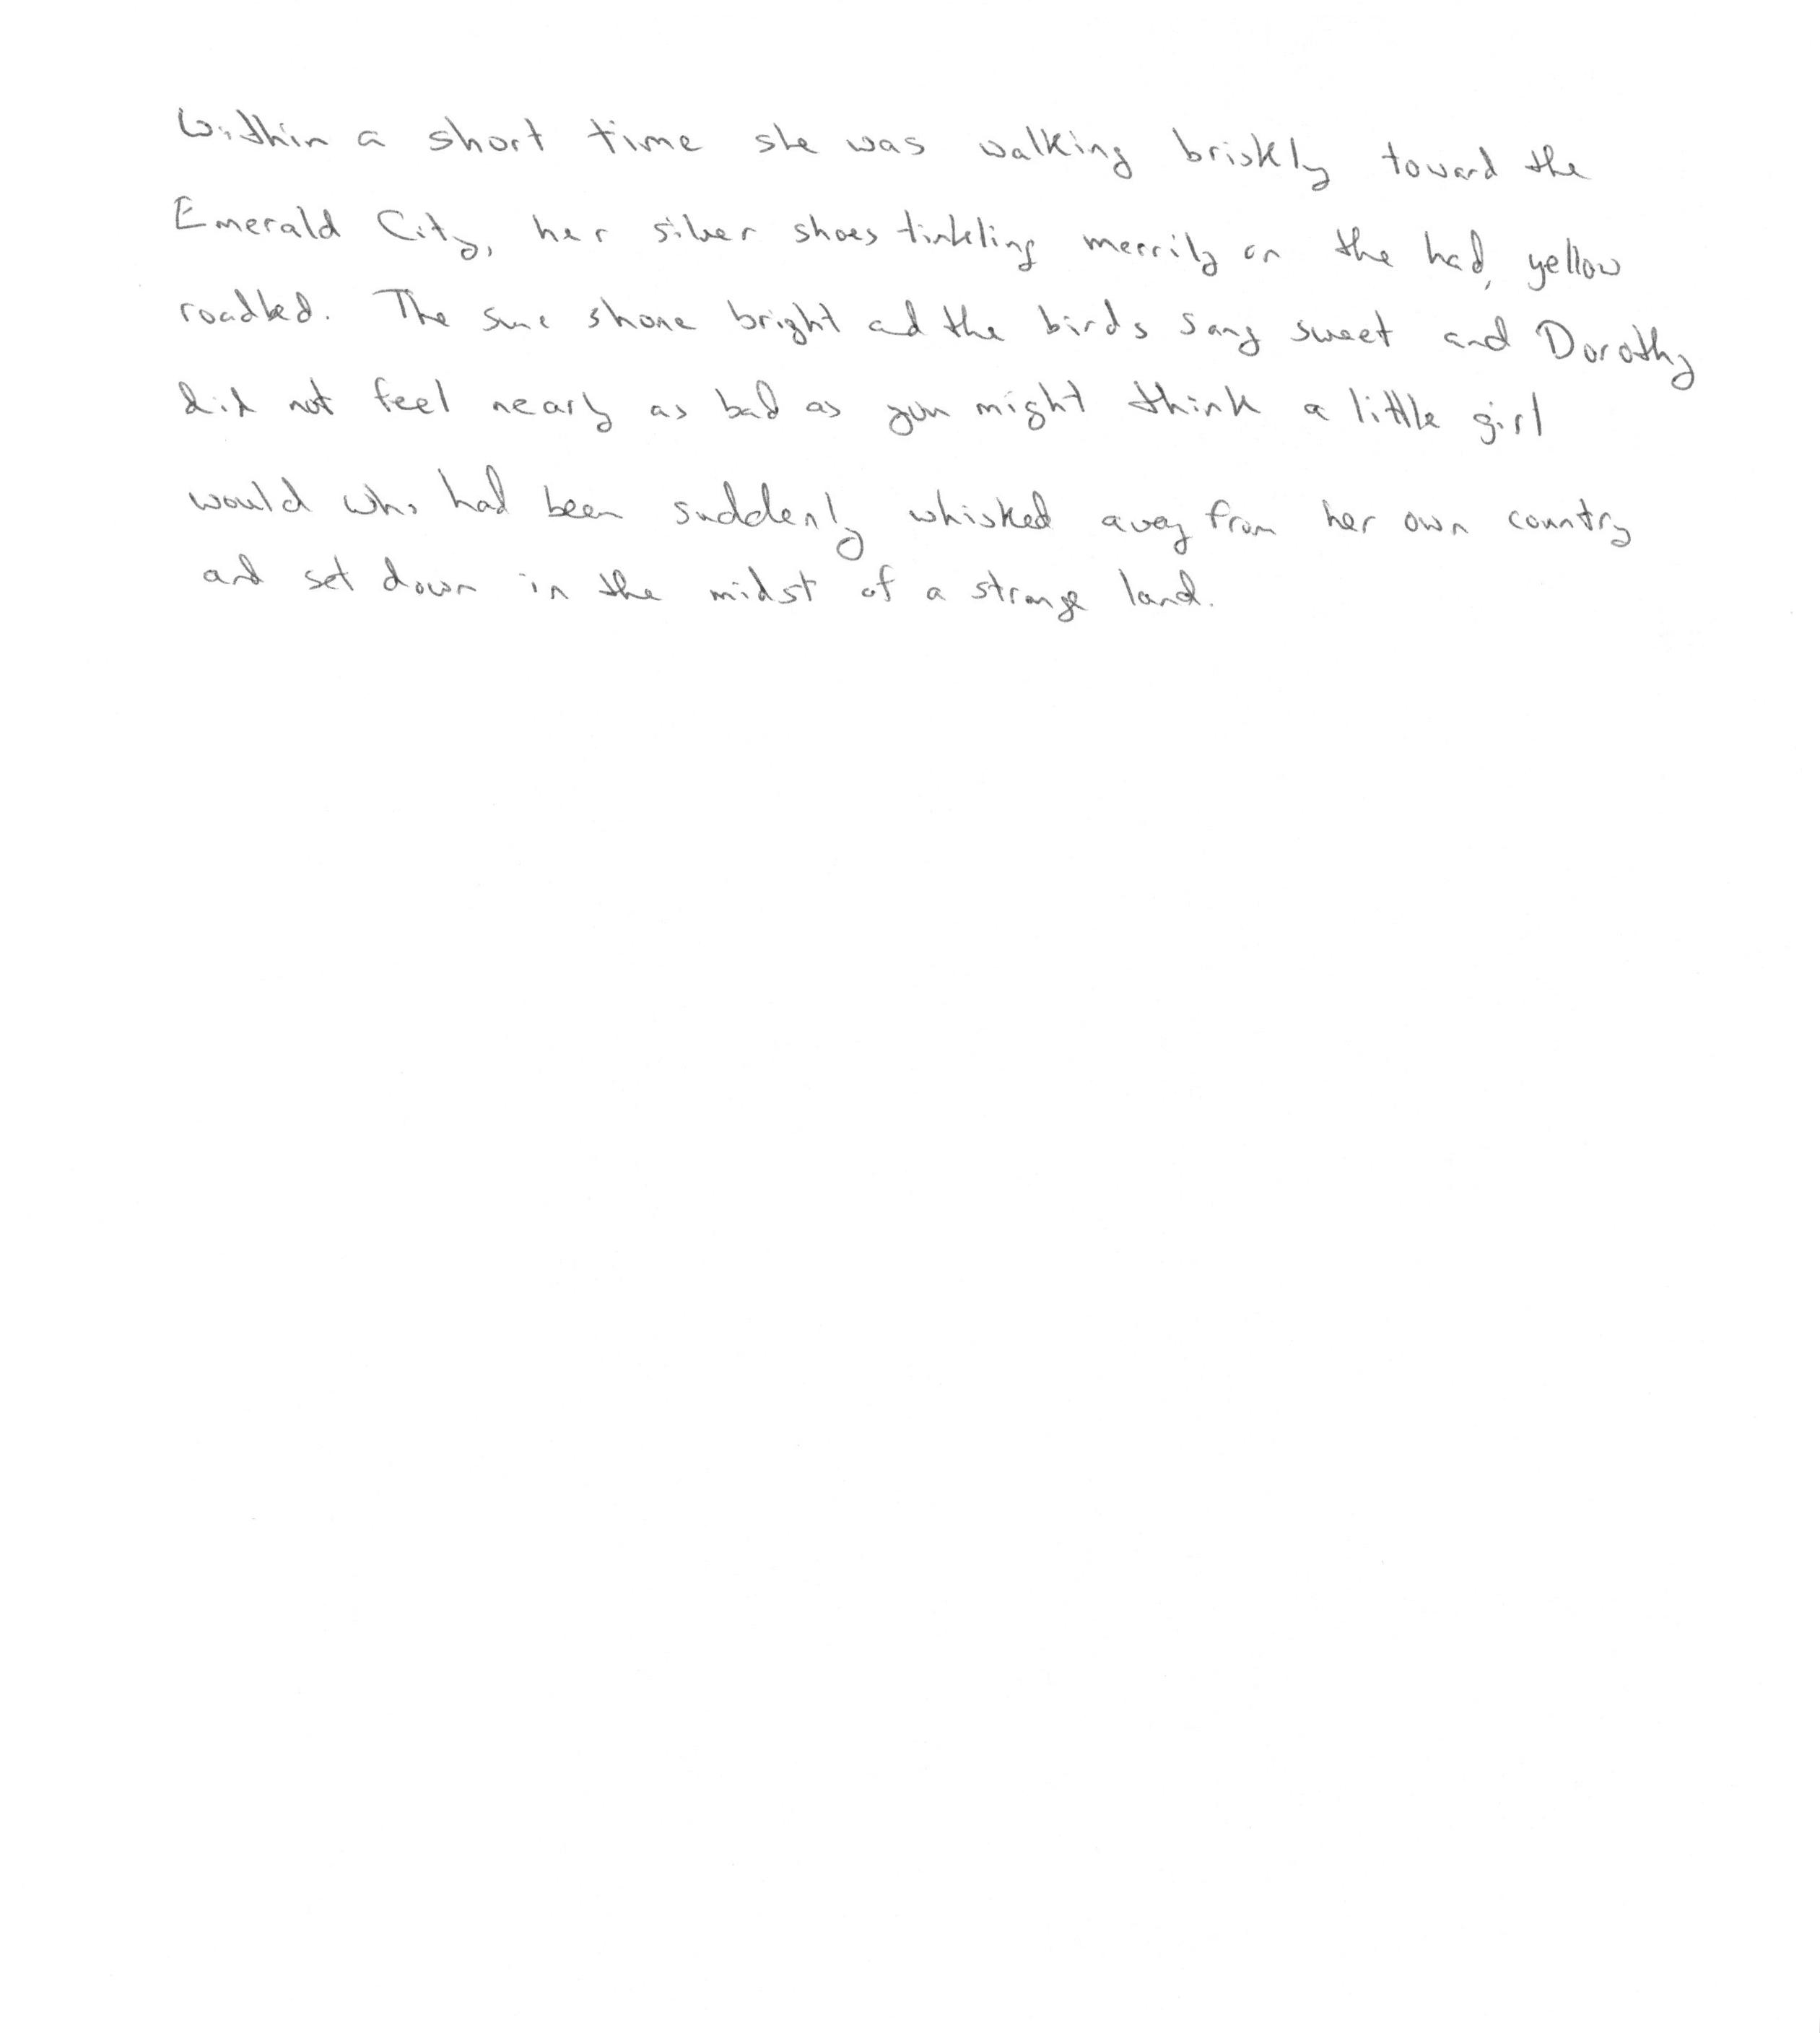 Within a short time she was walking briskly toward the
Emerald City, her silver shoes tinkling merrily on the had, yellow
roadbed. The sune shone bright ad the birds sang sweet and Dorothy
did not feel nearly as bad as you might think a little girl
would who had been suddenly whisked away from her own country
and set down in the midst of a strange land.